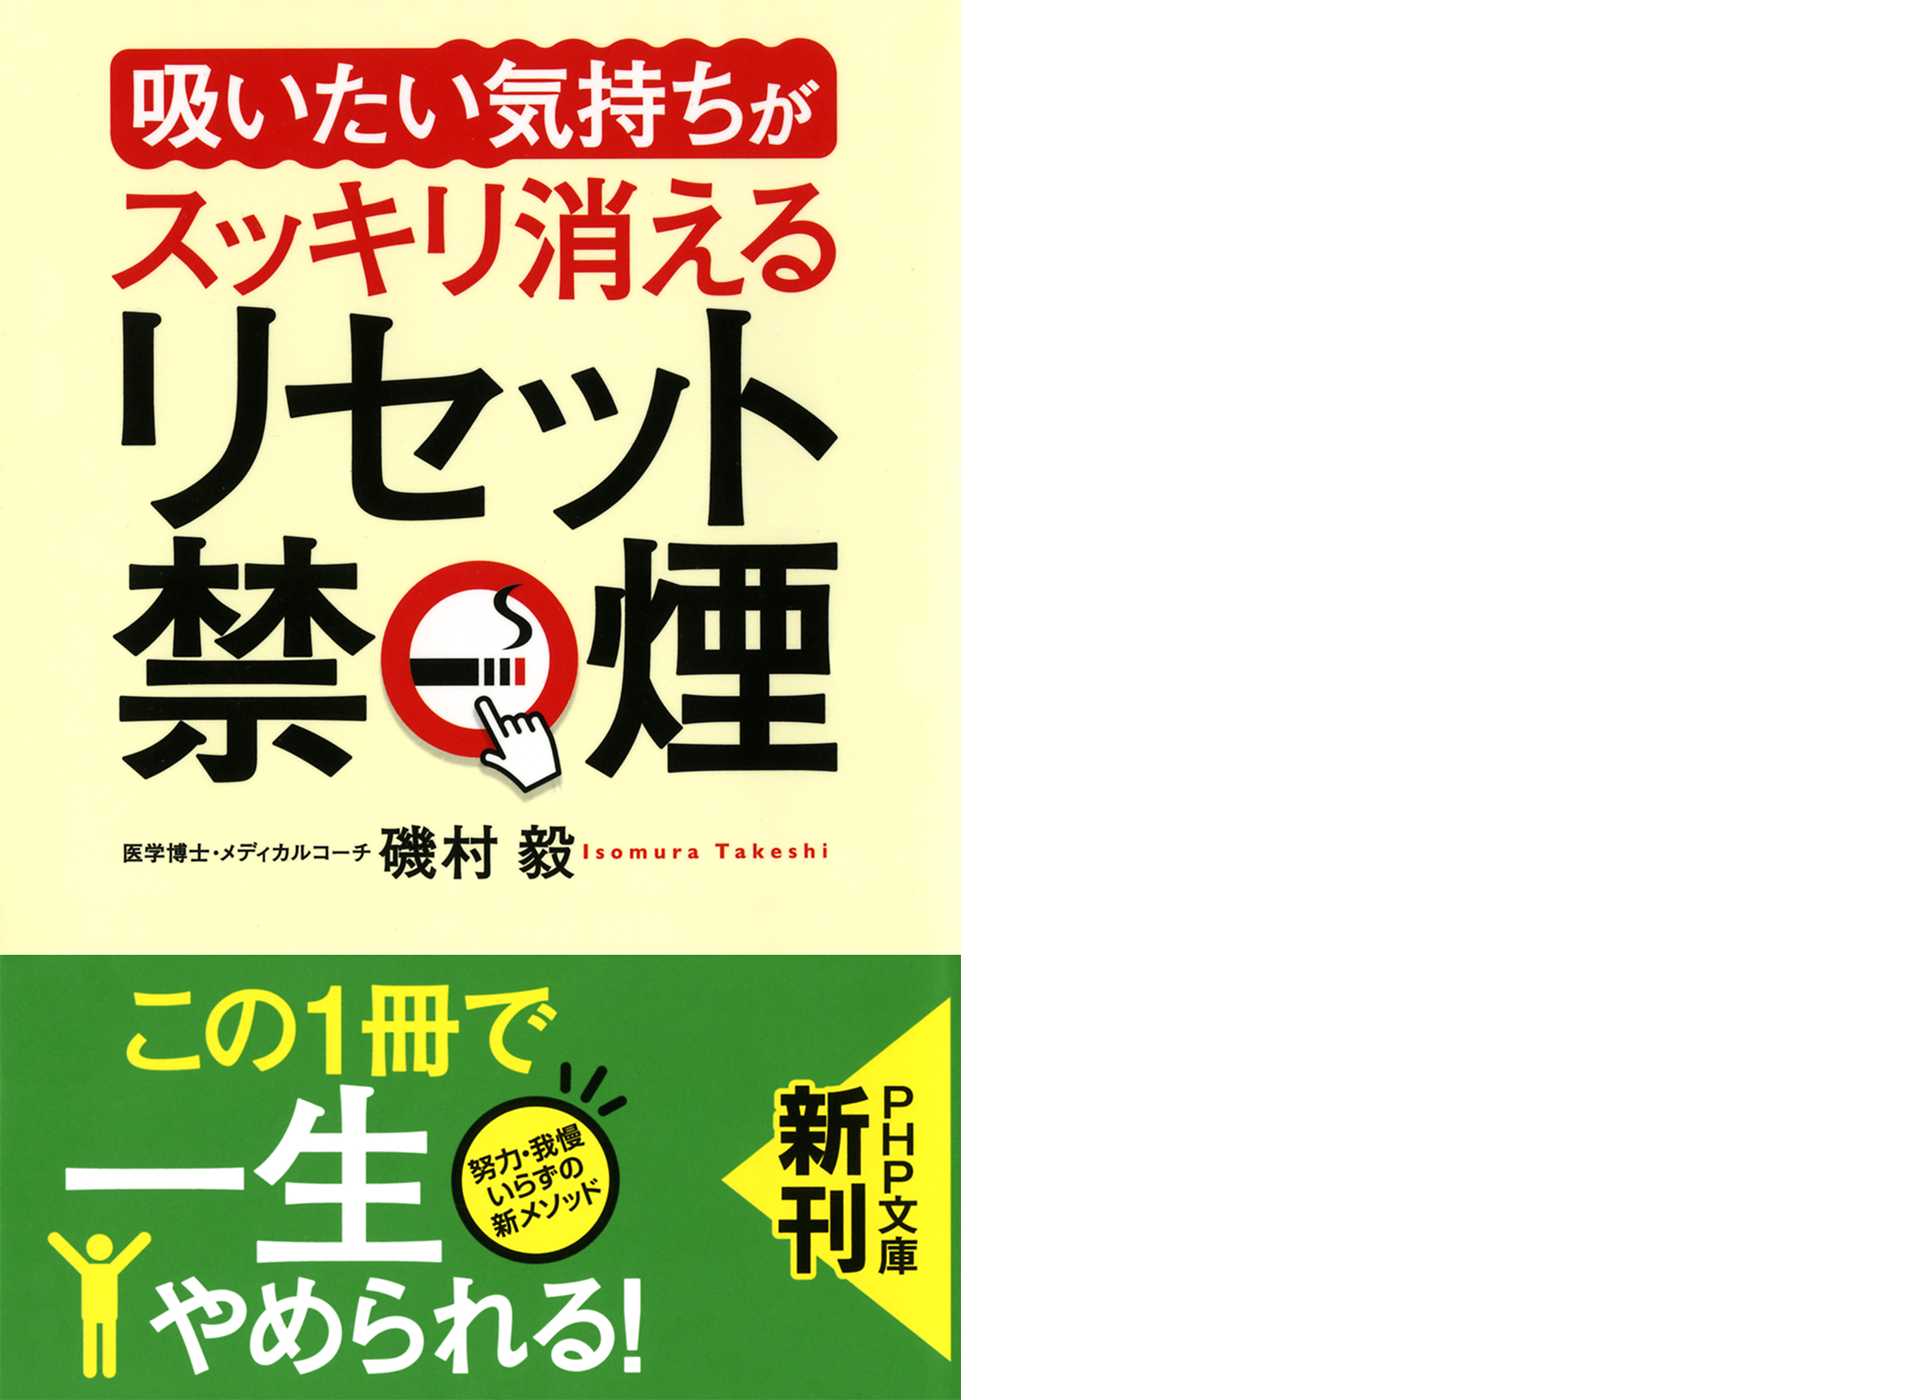 吸いたい気持ちが
スッキリ消える
リセット
禁煙
医学博士・メディカルコーチ 磯村 毅 Isomura Takeshi
この1冊で
一生
努力・我慢
いらずの
新メソッド
やめられる!
PHP文庫
新刊